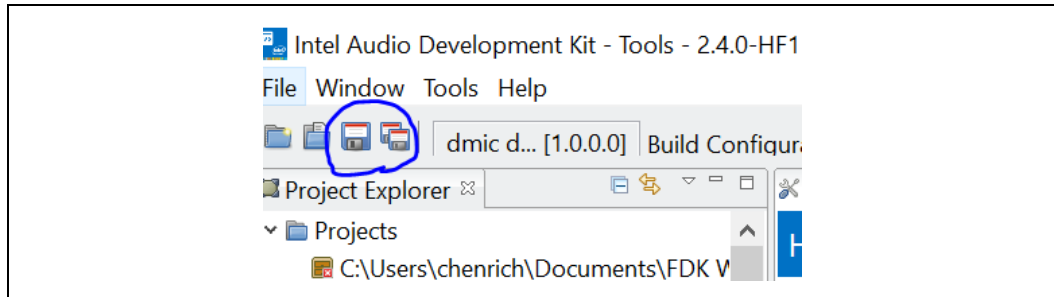 Intel Audio Development Kit - Tools - 2.4.0-HF1
File Window Tools Help
dmic d... [1.0.0.0] Build Configur
Project Explorer
Projects
C:\Users\chenrich\Documents\FDK W
H